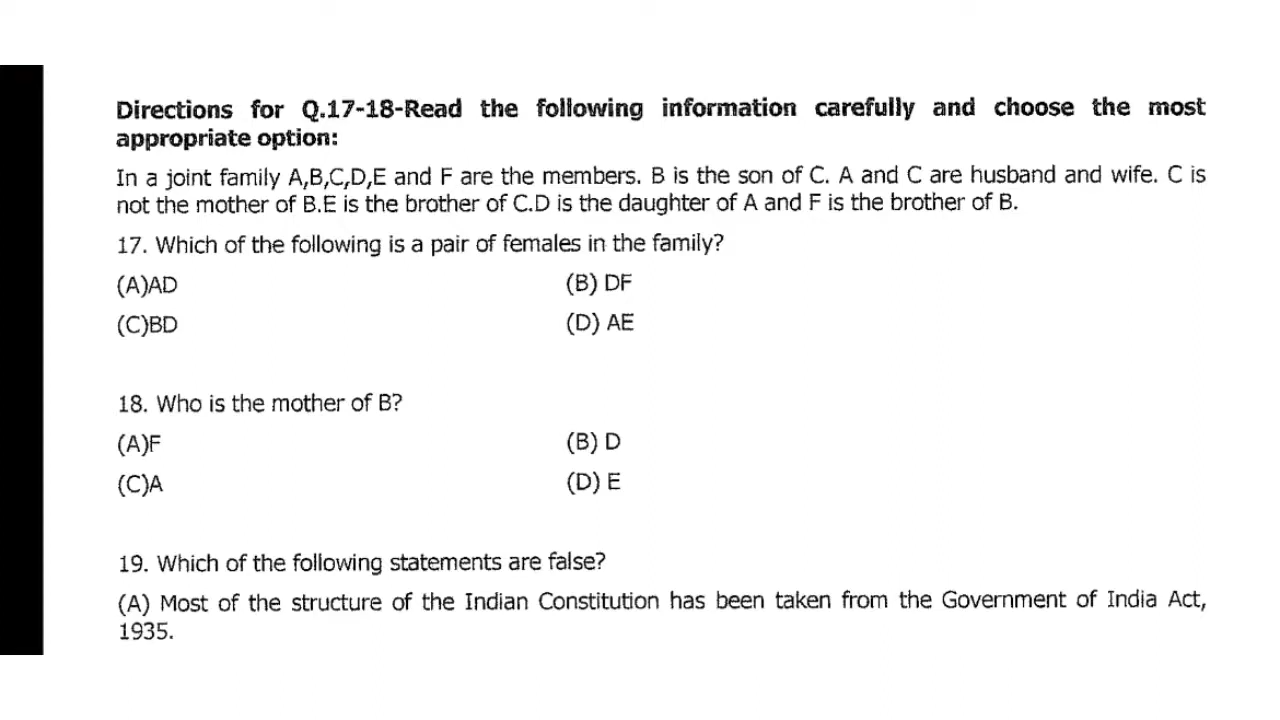 Directions for Q.17-18-Read the following information carefully and choose the most
appropriate option:
In a joint family A,B,C,D,E and F are the members. B is the son of C. A and C are husband and wife. C is
not the mother of B.E is the brother of C.D is the daughter of A and F is the brother of B.
17. Which of the following is a pair of females in the family?
(A)AD (B) DF
(C)BD (D) AE
18. Who is the mother of B?
(A)F (B) D
(C)A (D) E
19. Which of the following statements are false?
(A) Most of the structure of the Indian Constitution has been taken from the Government of India Act,
1935.